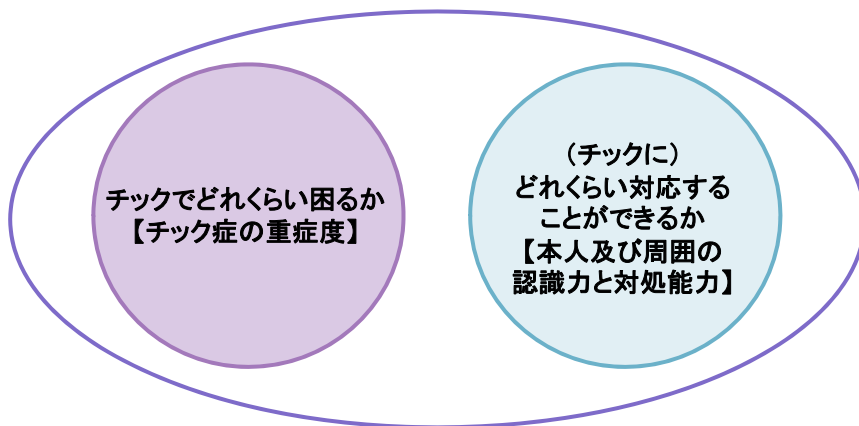 チックでどれくらい困るか
【チック症の重症度】
（チックに）
どれくらい対応する
ことができるか
【本人及び周囲の
認識力と対処能力】